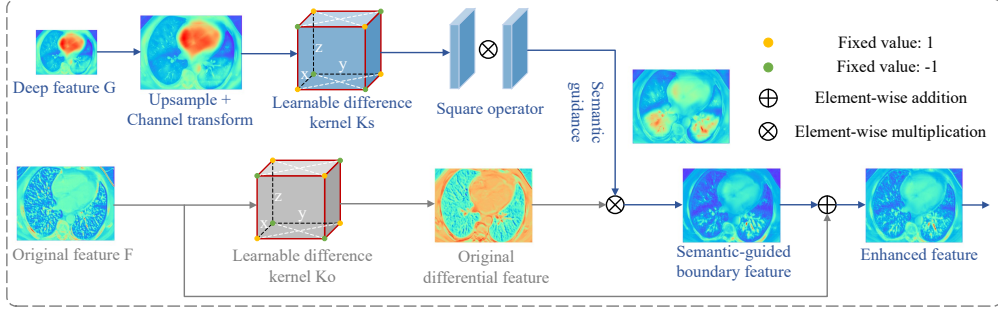 Deep feature G
Upsample +
Channel transform
z
x
y
Learnable difference
kernel Ks
Square operator
Semantic
guidance
Fixed value: 1
Fixed value: -1
Element-wise addition
Element-wise multiplication
Original feature F
z
x
y
Learnable difference
kernel Ko
Original
differential feature
Semantic-guided
boundary feature
Enhanced feature